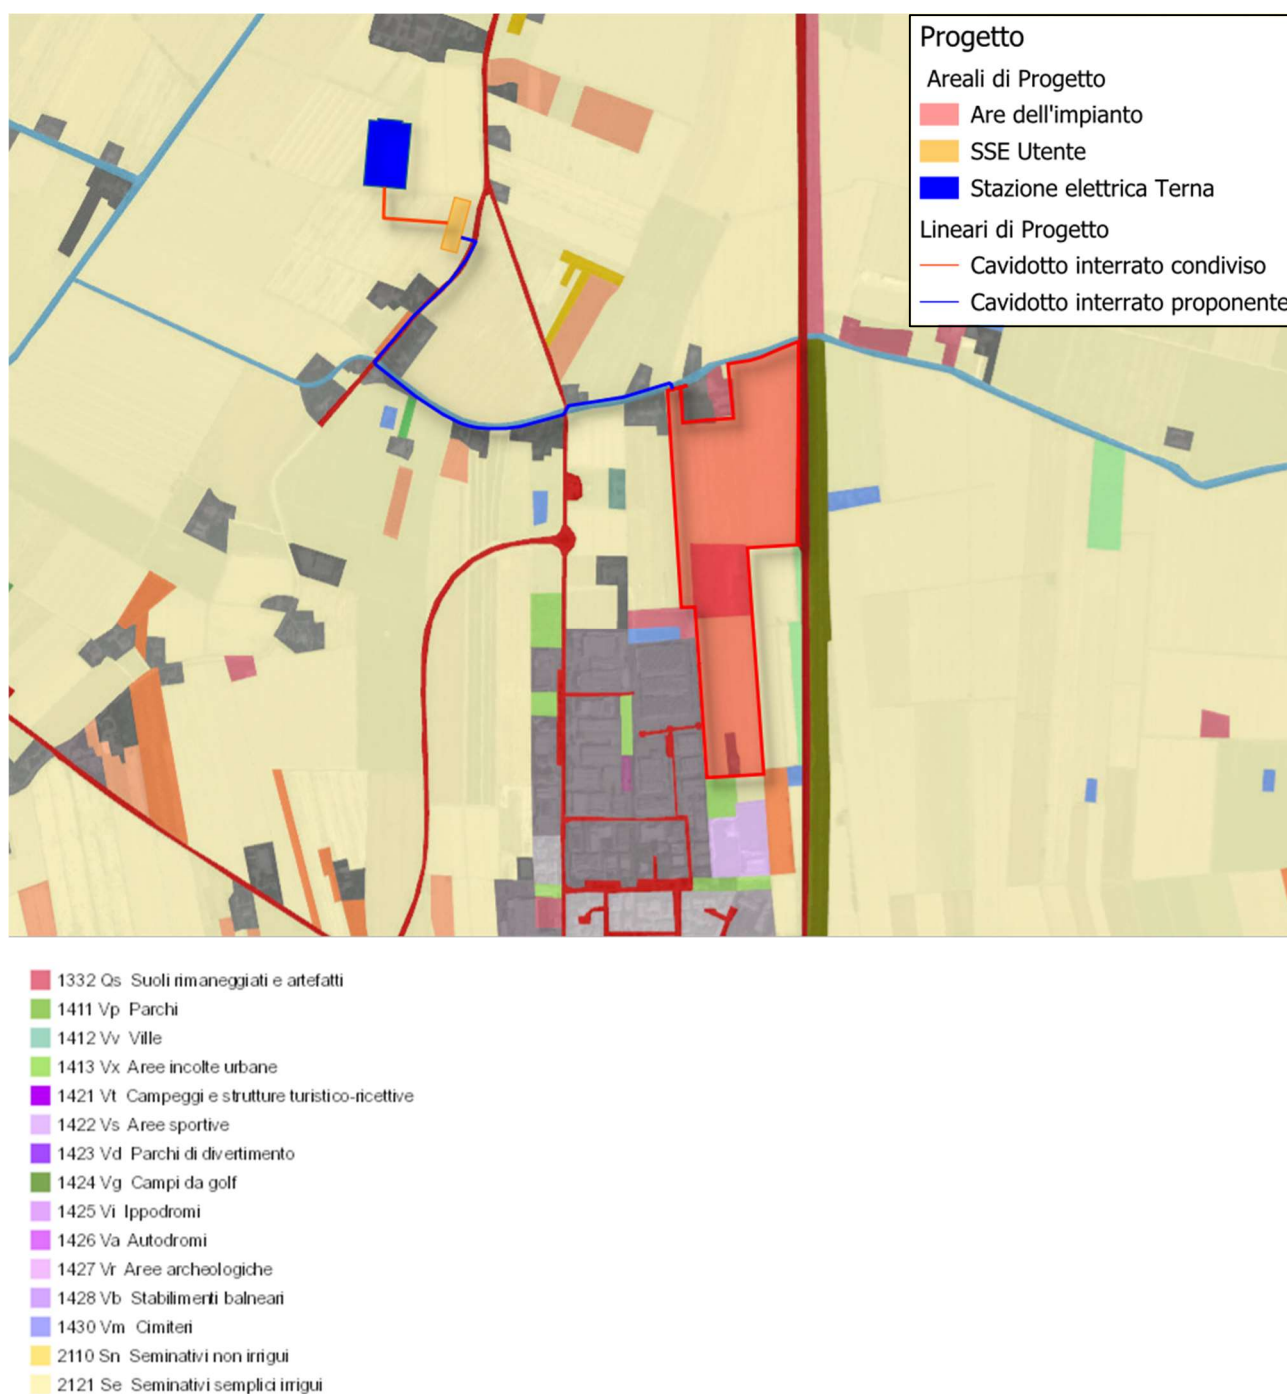 Progetto
Areali di Progetto
Are dell'impianto
SSE Utente
Stazione elettrica Terna
Lineari di Progetto
Cavidotto interrato condiviso
Cavidotto interrato proponente
1332 Qs Suoli rimaneggiati e artefatti
1411 Vp Parchi
1412 Vv Ville
1413 Vx Aree incolte urbane
1421 Vt Campeggi e strutture turistico-ricettive
1422 Vs Aree sportive
1423 Vd Parchi di divertimento
1424 Vg Campi da golf
1425 Vi Ippodromi
1426 Va Autodromi
1427 Vr Aree archeologiche
1428 Vb Stabilimenti balneari
1430 Vm Cimiteri
2110 Sn Seminativi non irrigui
2121 Se Seminativi semplici irrigui